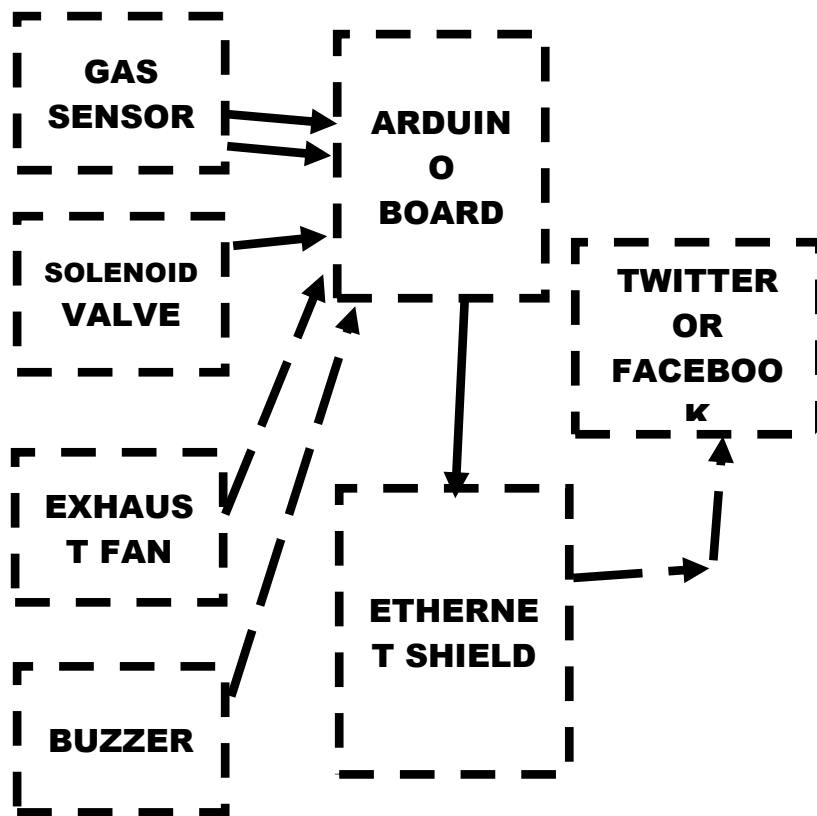 GAS
SENSOR
ARDUIN
O
BOARD
SOLENOID
VALVE
TWITTER
OR
FACEBOO
K
EXHAUS
T FAN
ETHERNE
T SHIELD
BUZZER